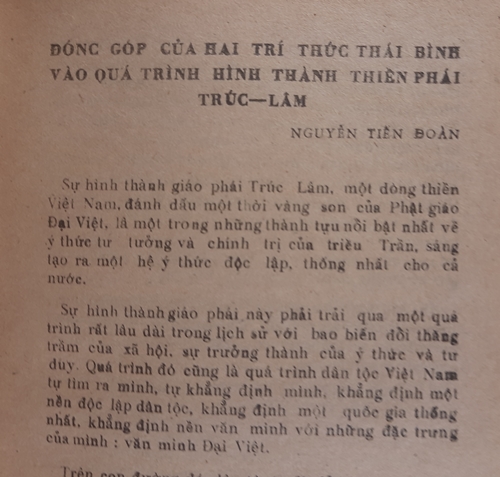 ĐÓNG GÓP CỦA HAI TRÍ THỨC THÁI BÌNH
VÀO QUÁ TRÌNH HÌNH THÀNH THIỀN PHÁI
TRÚC—LÂM
NGUYỄN TIẾN ĐOÀN
Sự hình thành giáo phái Trúc Lâm, một dòng thiền
Việt Nam, đánh dấu một thời vàng son của Phật giáo
Đại Việt, là một trong những thành tựu nổi bật nhất về
ý thức tư tưởng và chính trị của triều Trần, sáng
tạo ra một hệ ý thức độc lập, thống nhất cho cả
nước.
Sự hình thành giáo phái này phải trải qua một quá
trình rất lâu dài trong lịch sử với bao biến đổi thăng
trầm của xã hội, sự trưởng thành của ý thức và tư
duy. Quá trình đó cũng là quá trình dân tộc Việt Nam
tự tìm ra mình, tự khẳng định mình, khẳng định một
nền độc lập dân tộc, khẳng định một quốc gia thống
nhất, khẳng định nền văn minh với những đặc trưng
của mình : văn minh Đại Việt.
Trên con đường